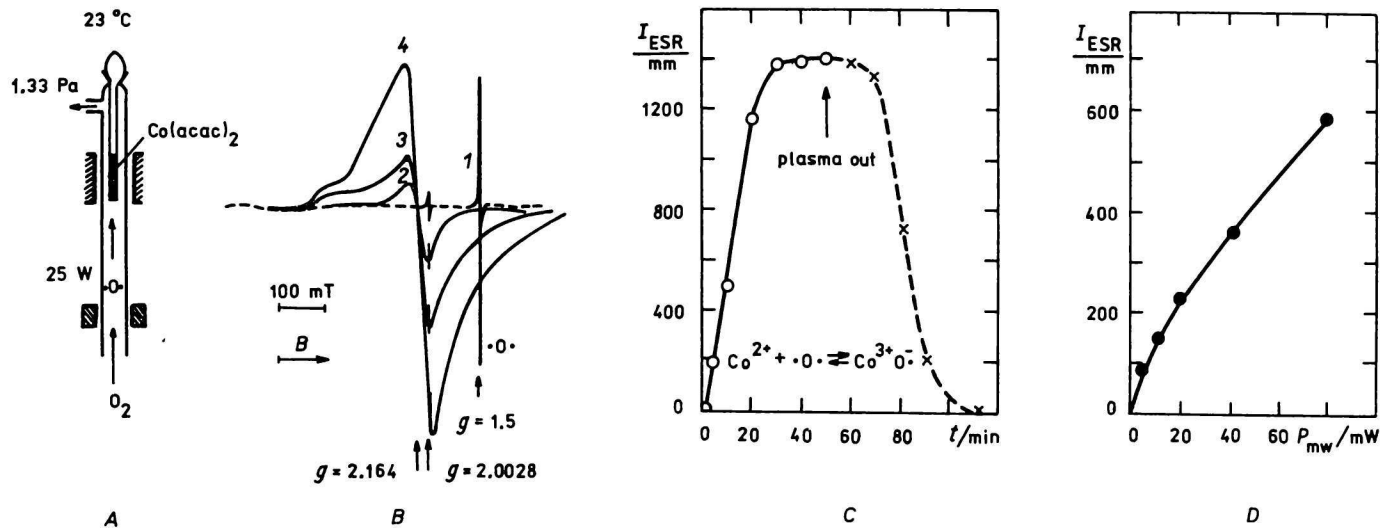 23 °C
1.33 Pa
Co(acac)2
25 W
·O·
O2
A
4
3
2
1
100 mT
B
·O·
g = 1.5
g = 2.164
g = 2.0028
B
IESR
/mm
1200
800
400
0
plasma out
Co2+ + ·O· ⇌ Co3+O·-
0 20 40 60 80 t/min
C
IESR
/mm
600
400
200
0
0 20 40 60 Pmw/mW
D